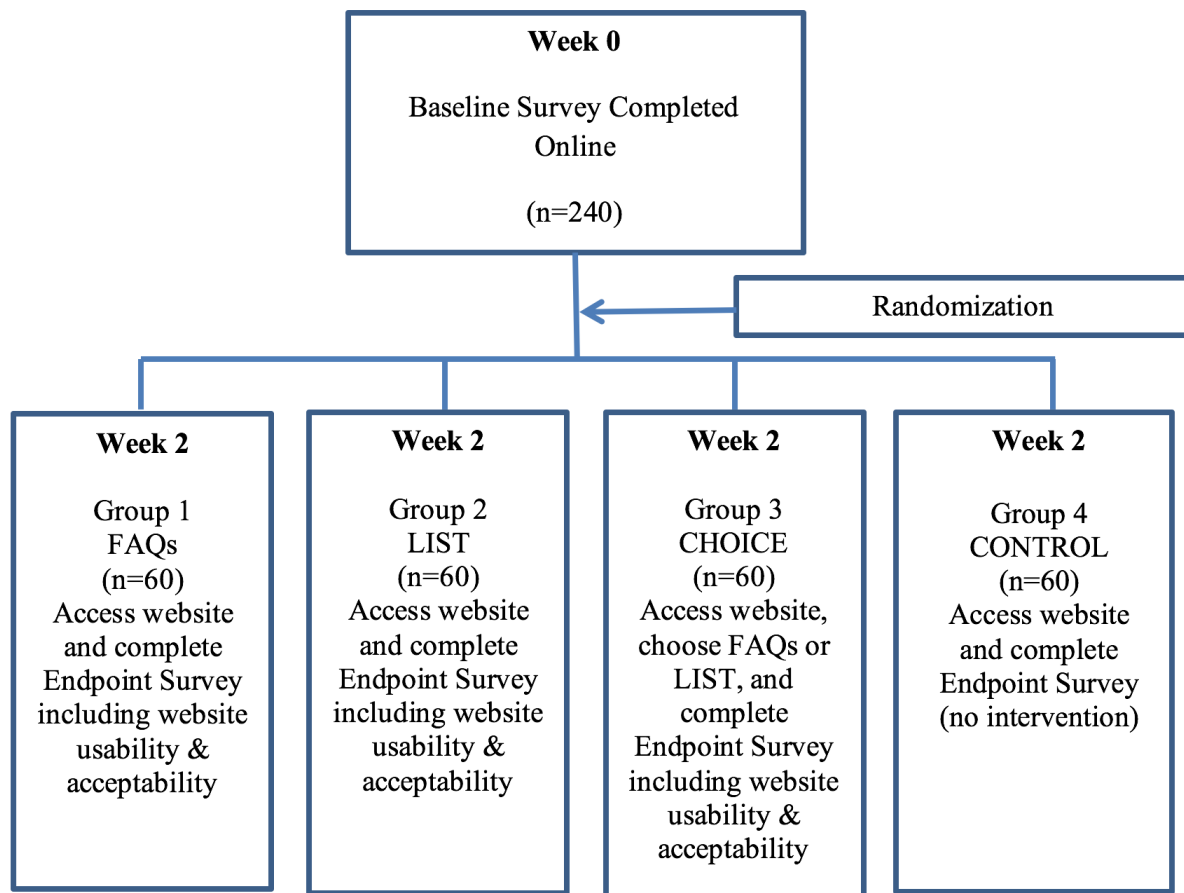 Week 0
Baseline Survey Completed
Online
(n=240)
Randomization
Week 2
Group 1
FAQs
(n=60)
Access website
and complete
Endpoint Survey
including website
usability &
acceptability
Week 2
Group 2
LIST
(n=60)
Access website
and complete
Endpoint Survey
including website
usability &
acceptability
Week 2
Group 3
CHOICE
(n=60)
Access website,
choose FAQs or
LIST, and
complete
Endpoint Survey
including website
usability &
acceptability
Week 2
Group 4
CONTROL
(n=60)
Access website
and complete
Endpoint Survey
(no intervention)